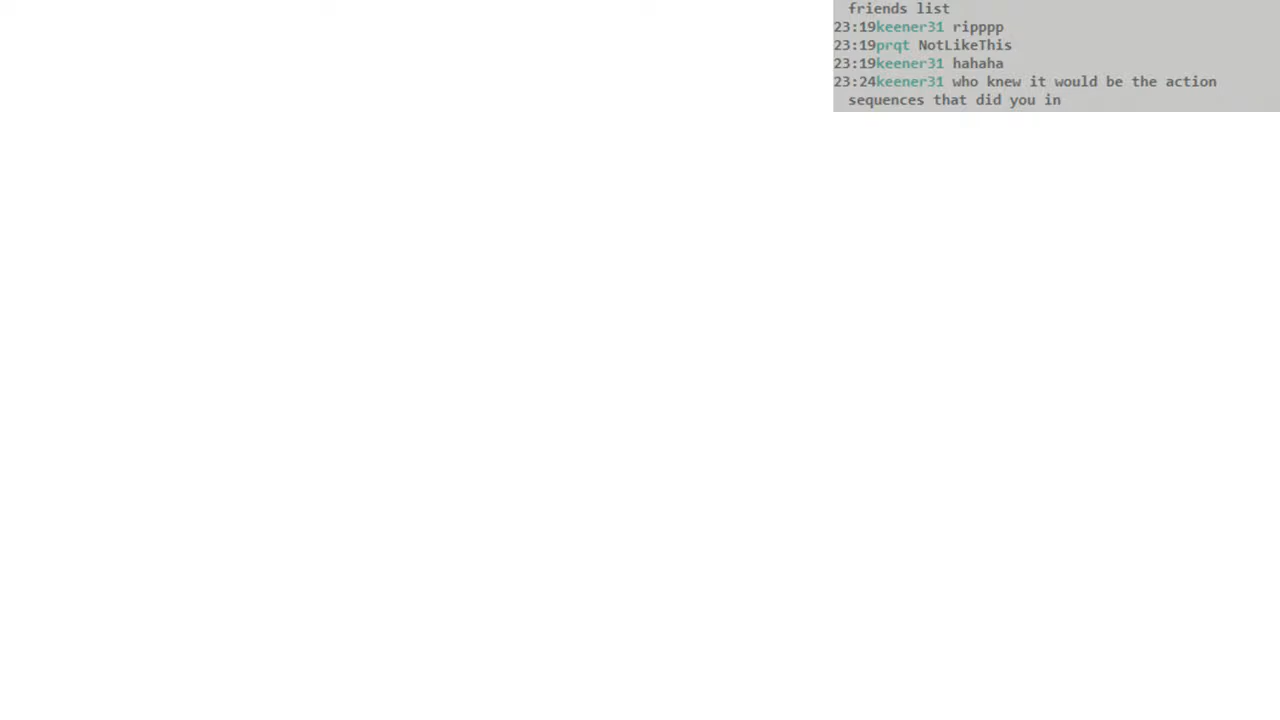 friends list
23:19keener31 ripppp
23:19prqt NotLikeThis
23:19keener31 hahaha
23:24keener31 who knew it would be the action
sequences that did you in